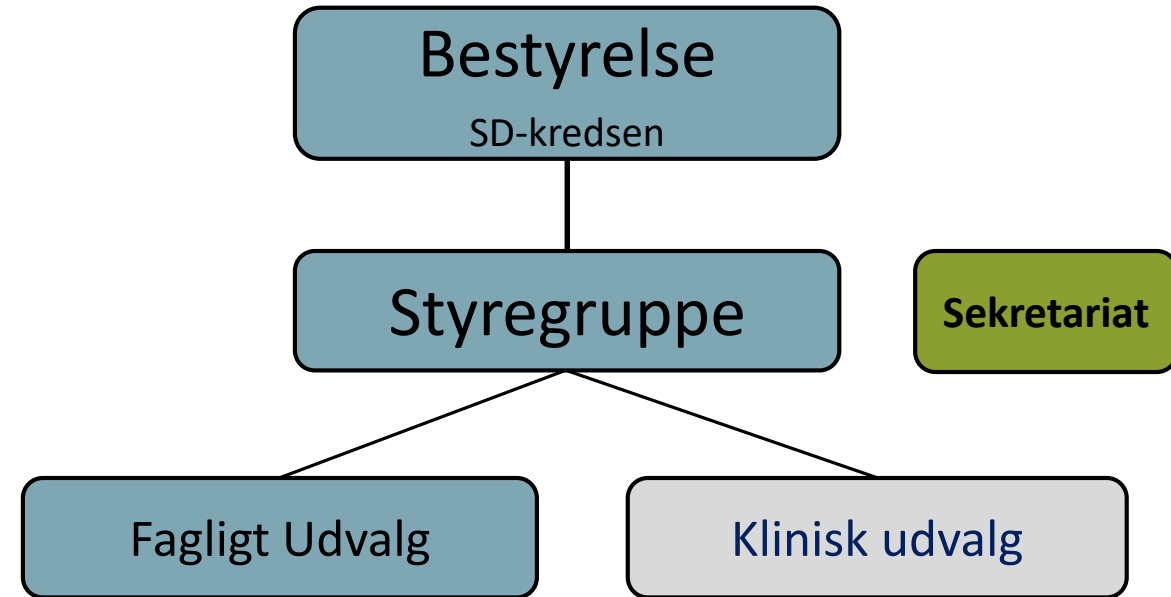 Bestyrelse
SD-kredsen
Styregruppe
Sekretariat
Fagligt Udvalg
Klinisk udvalg